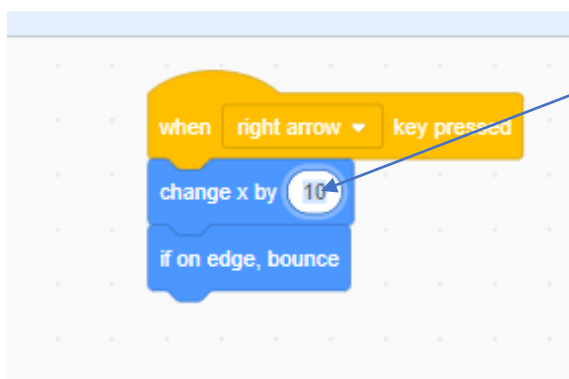 when right arrow key pressed
change x by 10
if on edge, bounce